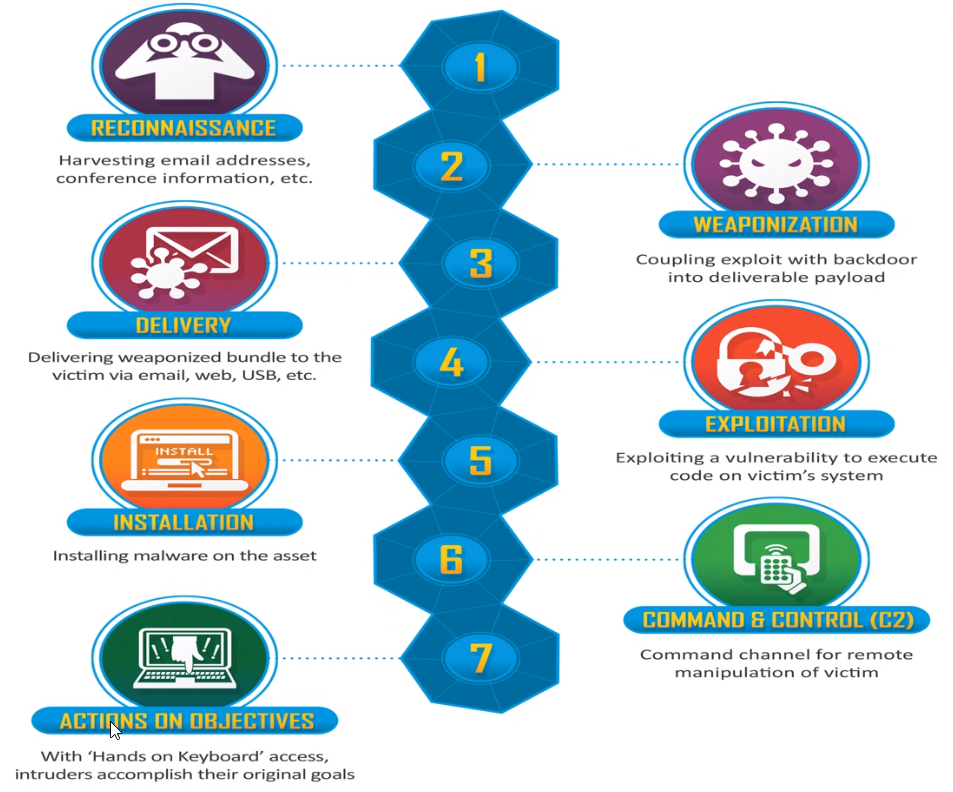 1
RECONNAISSANCE
Harvesting email addresses,
conference information, etc.
2
WEAPONIZATION
Coupling exploit with backdoor
into deliverable payload
3
DELIVERY
Delivering weaponized bundle to the
victim via email, web, USB, etc.
4
EXPLOITATION
Exploiting a vulnerability to execute
code on victim's system
5
INSTALL
INSTALLATION
Installing malware on the asset
6
COMMAND & CONTROL (C2)
Command channel for remote
manipulation of victim
7
ACTIONS ON OBJECTIVES
With ‘Hands on Keyboard’ access,
intruders accomplish their original goals